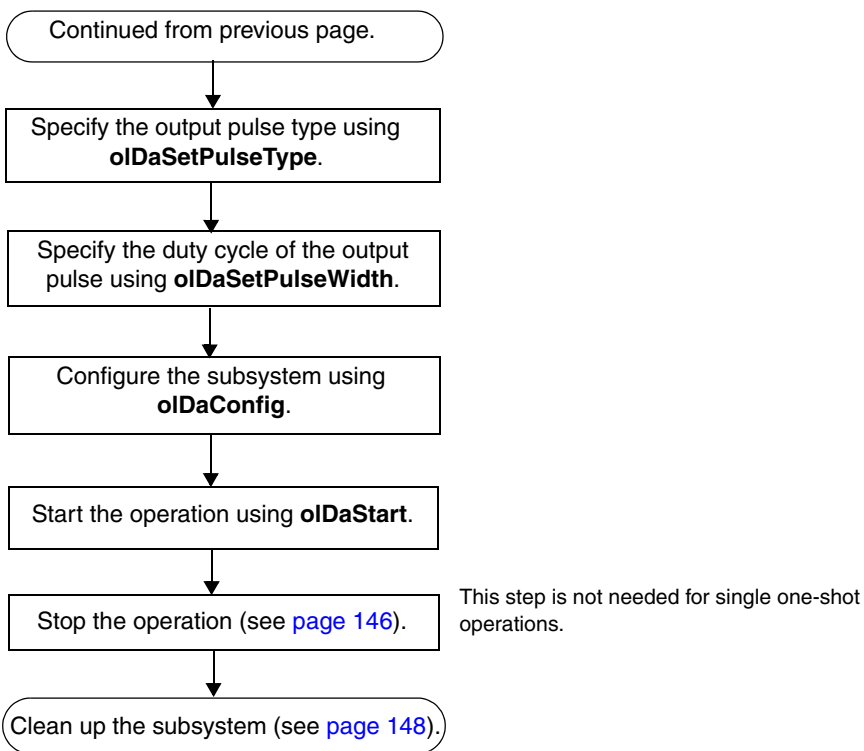 Continued from previous page.
Specify the output pulse type using
olDaSetPulseType.
Specify the duty cycle of the output
pulse using olDaSetPulseWidth.
Configure the subsystem using
olDaConfig.
Start the operation using olDaStart.
Stop the operation (see page 146).
This step is not needed for single one-shot
operations.
Clean up the subsystem (see page 148).